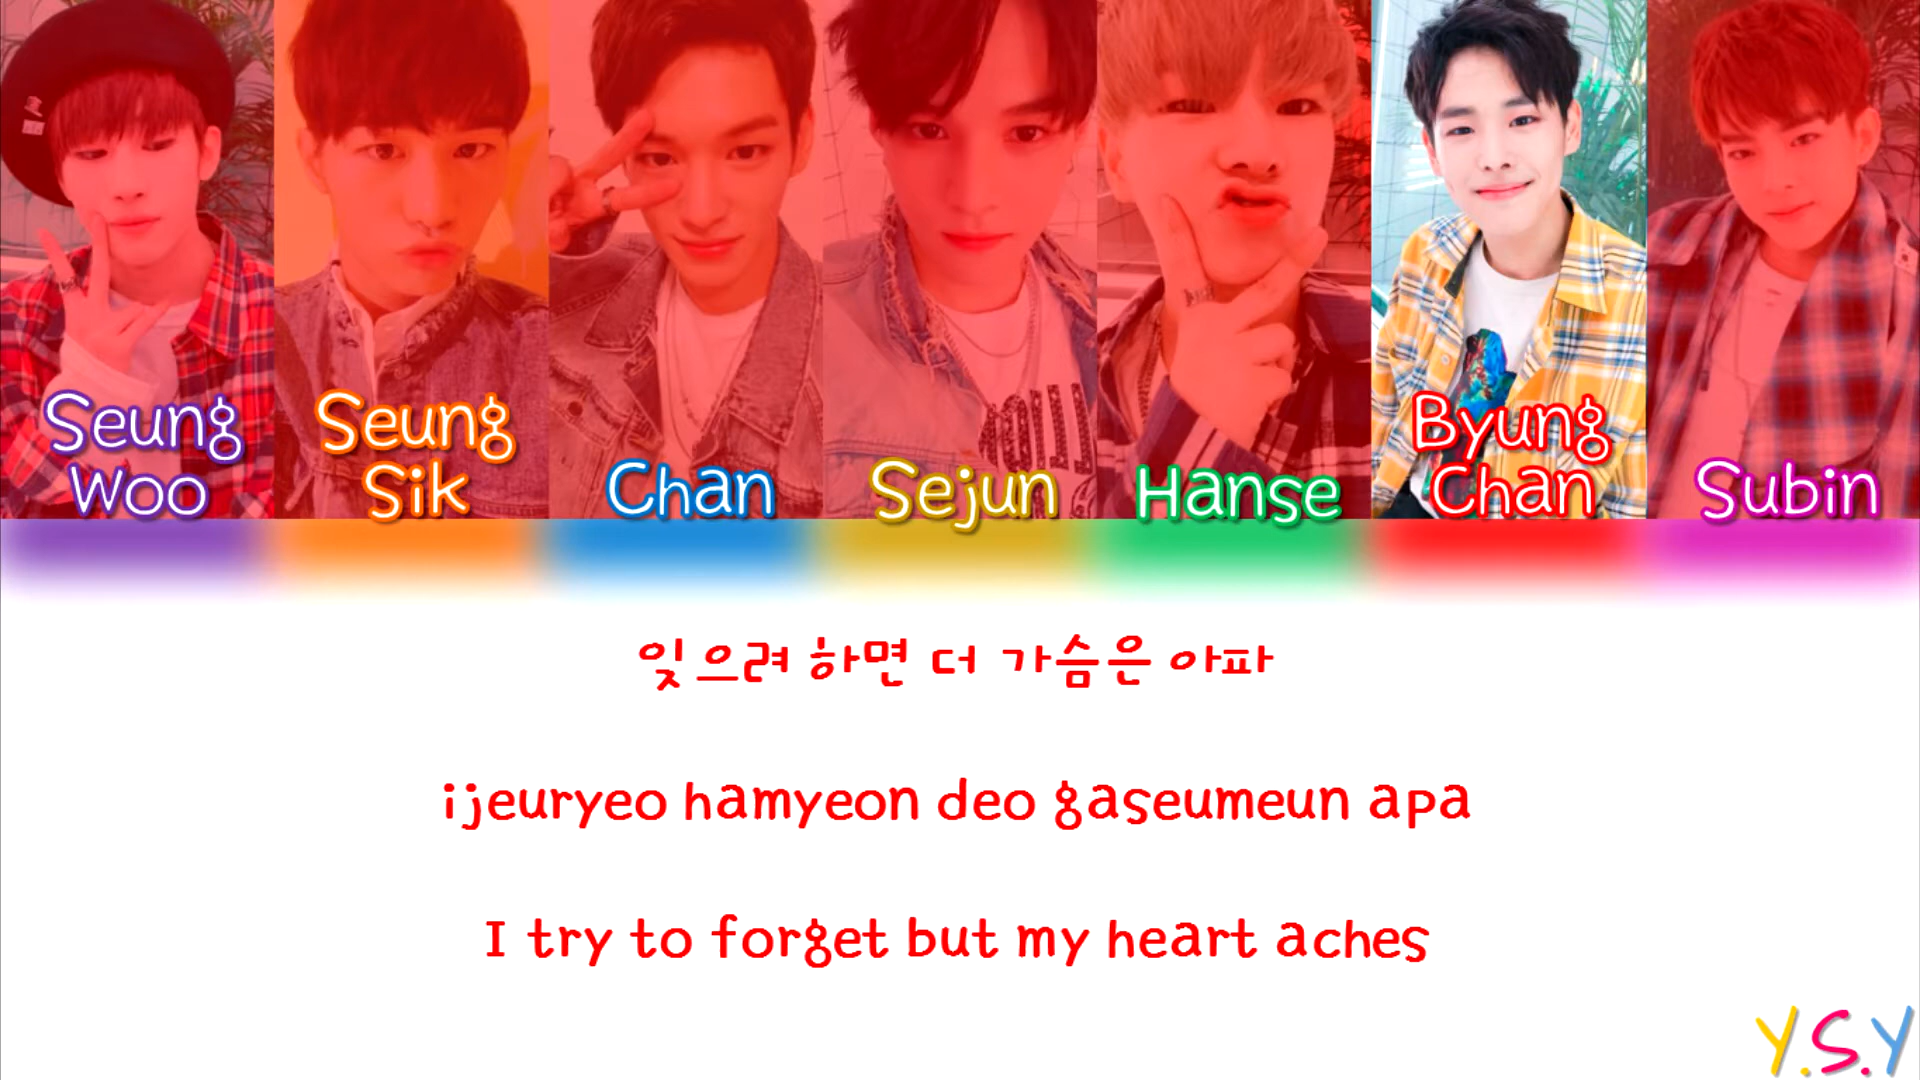 Seung
Woo
Seung
Sik
Chan
Sejun
Hanse
Byung
Chan
Subin
잊으려 하면 더 가슴은 아파
ijeuryeo hamyeon deo gaseumeun apa
I try to forget but my heart aches
Y.S.Y